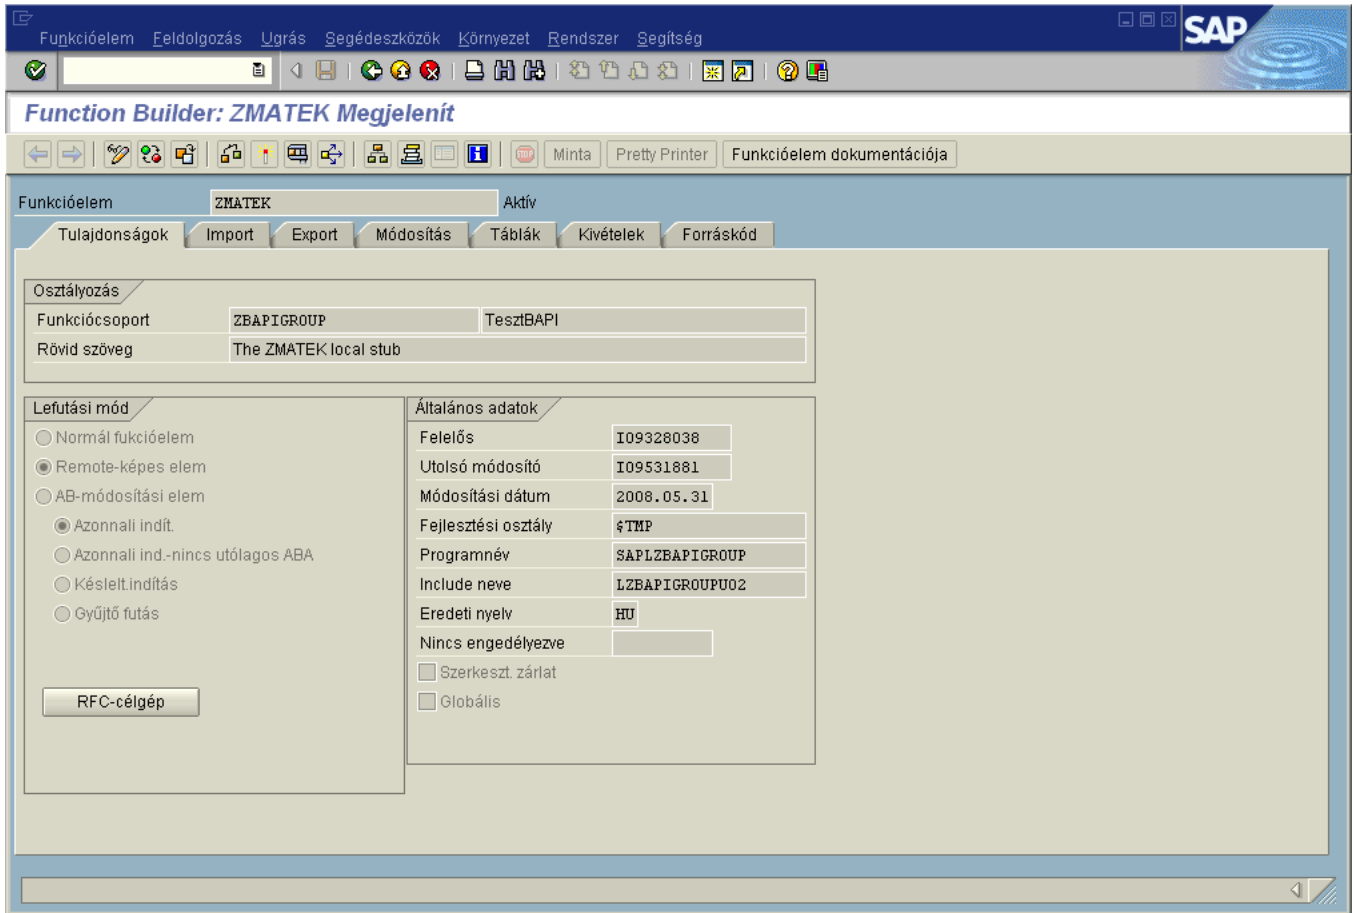 Funkcióelem Feldolgozás Ugrás Segédeszközök Környezet Rendszer Segítség
SAP
Function Builder: ZMATEK Megjelenít
STOP Minta Pretty Printer Funkcióelem dokumentációja
Funkcióelem ZMATEK Aktív
Tulajdonságok Import Export Módosítás Táblák Kivételek Forráskód
Osztályozás
Funkciócsoport ZBAPIGROUP TesztBAPI
Rövid szöveg The ZMATEK local stub
Lefutási mód
Normál fukcióelem
Remote-képes elem
AB-módosítási elem
Azonnali indít.
Azonnali ind.-nincs utólagos ABA
Késlelt.indítás
Gyűjtő futás
RFC-célgép
Általános adatok
Felelős I09328038
Utolsó módosító I09531881
Módosítási dátum 2008.05.31
Fejlesztési osztály $TMP
Programnév SAPLZBAPIGROUP
Include neve LZBAPIGROUPU02
Eredeti nyelv HU
Nincs engedélyezve
Szerkeszt. zárlat
Globális